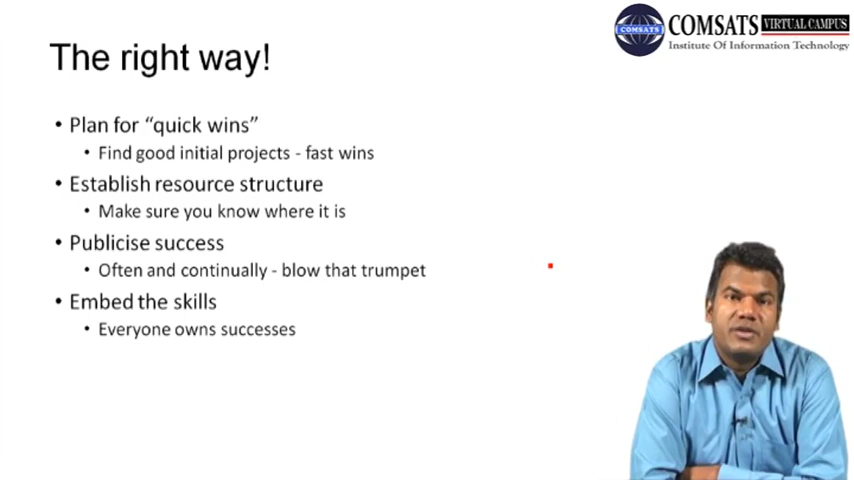 COMSATS VIRTUAL CAMPUS
COMSATS
Institute Of Information Technology
The right way!
• Plan for “quick wins”
• Find good initial projects - fast wins
• Establish resource structure
• Make sure you know where it is
• Publicise success
• Often and continually - blow that trumpet
• Embed the skills
• Everyone owns successes